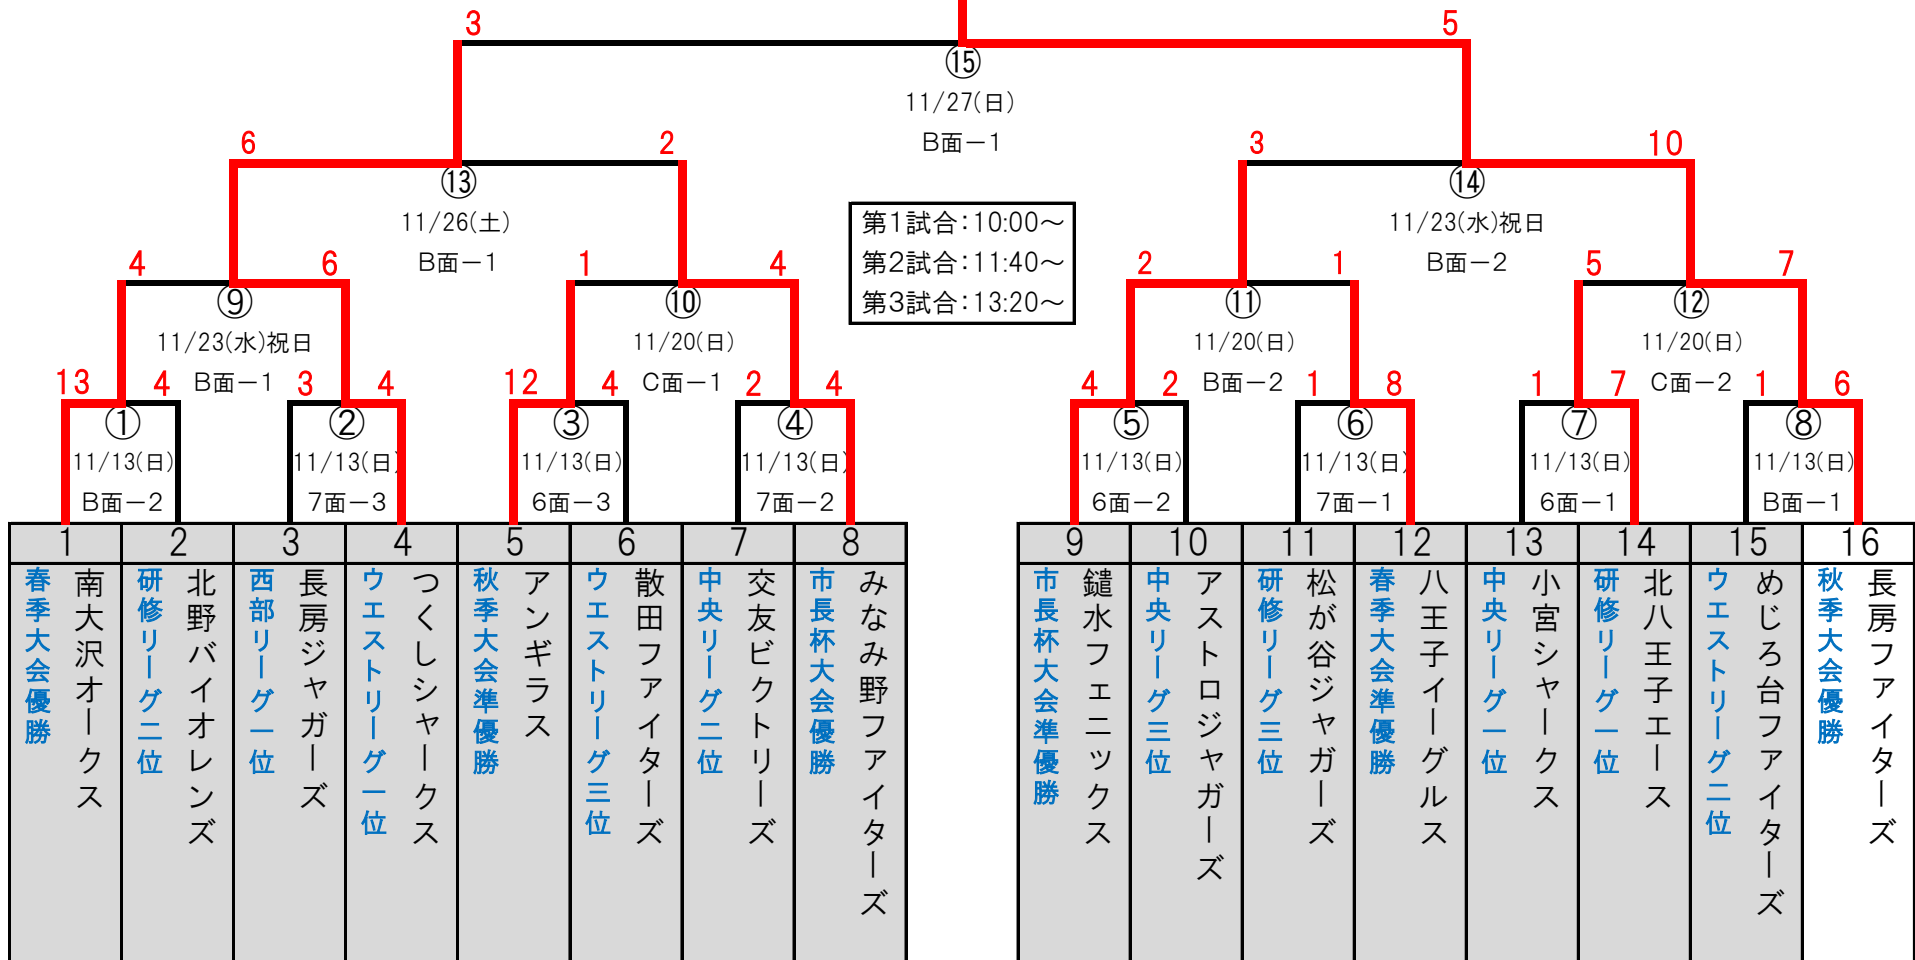 3 5
⑮
11/27(日)
B面－1
6 2 3 10
⑬ ⑭
11/26(土) 11/23(水)祝日
B面－1 B面－2
第1試合：10:00～
第2試合：11:40～
第3試合：13:20～
4 6 1 4 2 1 5 7
⑨ ⑩ ⑪ ⑫
11/23(水)祝日 11/20(日) 11/20(日) 11/20(日)
B面－1 C面－1 B面－2 C面－2
13 4 3 4 12 4 2 4 4 2 1 8 1 7 1 6
① ② ③ ④ ⑤ ⑥ ⑦ ⑧
11/13(日) 11/13(日) 11/13(日) 11/13(日) 11/13(日) 11/13(日) 11/13(日) 11/13(日)
B面－2 7面－3 6面－3 7面－2 6面－2 7面－1 6面－1 B面－1
1 2 3 4 5 6 7 8 9 10 11 12 13 14 15 16
南大沢オークス
春季大会優勝
北野バイオレンズ
研修リーグ二位
長房ジャガーズ
西部リーグ一位
つくしシャークス
ウエストリーグ一位
アンギラス
秋季大会準優勝
散田ファイターズ
ウエストリーグ三位
交友ビクトリーズ
中央リーグ二位
みなみ野ファイターズ
市長杯大会優勝
鑓水フェニックス
市長杯大会準優勝
アストロジャガーズ
中央リーグ三位
松が谷ジャガーズ
研修リーグ三位
八王子イーグルス
春季大会準優勝
小宮シャークス
中央リーグ一位
北八王子エース
研修リーグ一位
めじろ台ファイターズ
ウエストリーグ二位
長房ファイターズ
秋季大会優勝